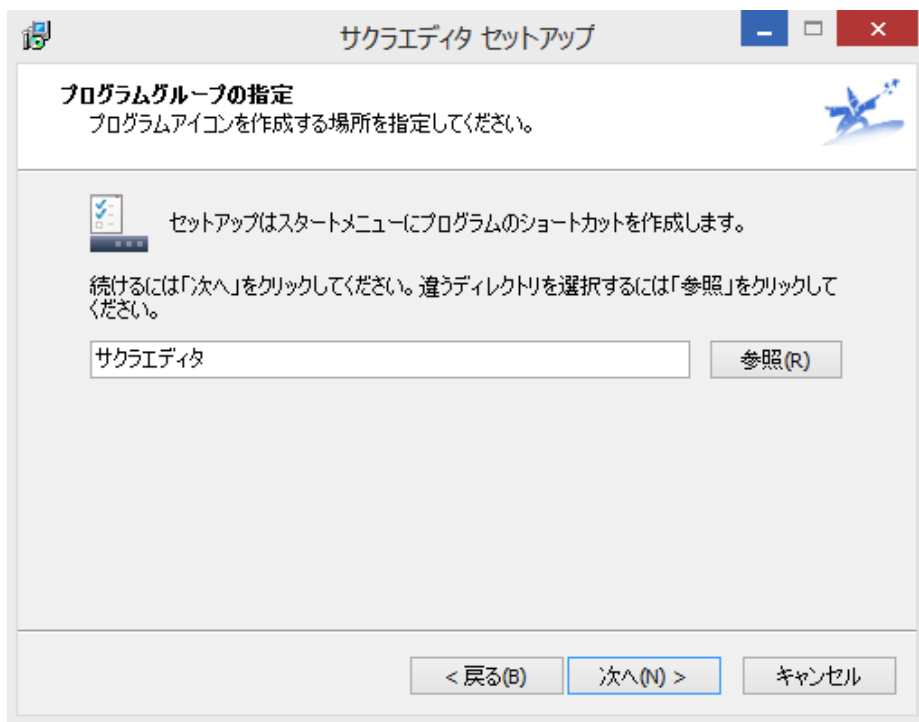 サクラエディタ セットアップ
プログラムグループの指定
プログラムアイコンを作成する場所を指定してください。
セットアップはスタートメニューにプログラムのショートカットを作成します。
続けるには「次へ」をクリックしてください。違うディレクトリを選択するには「参照」をクリックして
ください。
サクラエディタ
参照(R)
< 戻る(B)
次へ(N) >
キャンセル